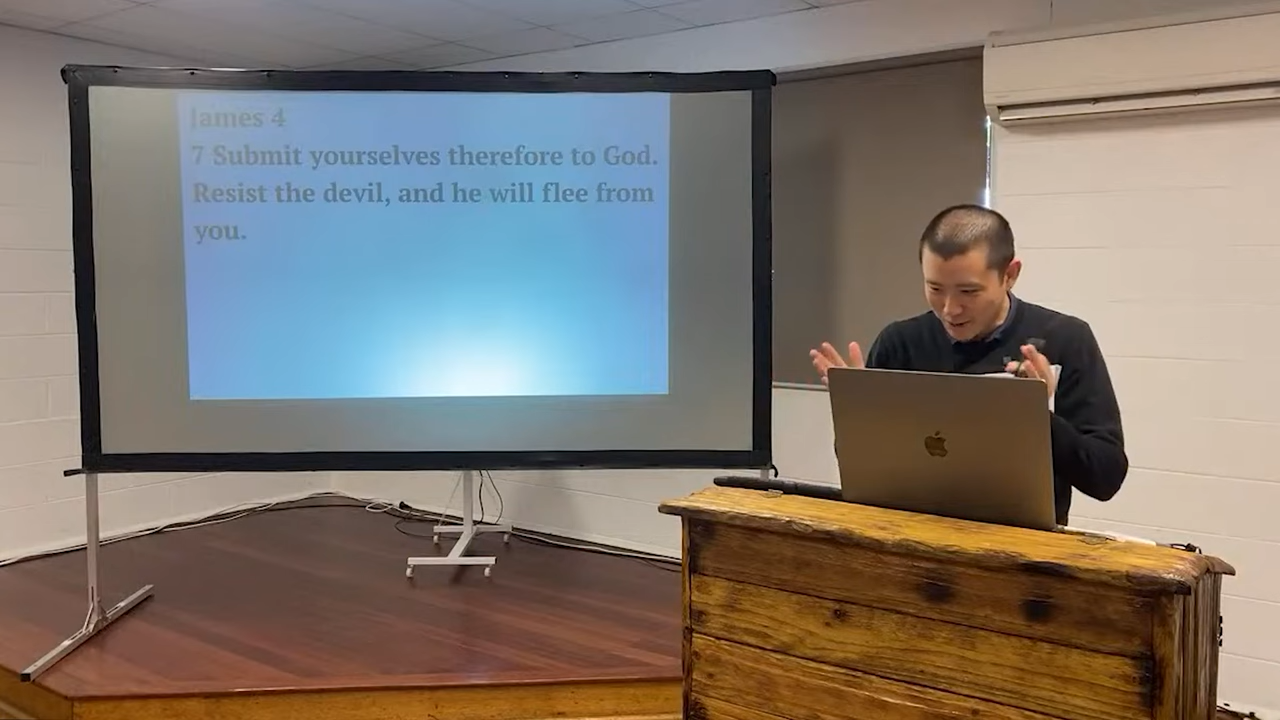 James 4
7 Submit yourselves therefore to God.
Resist the devil, and he will flee from
you.